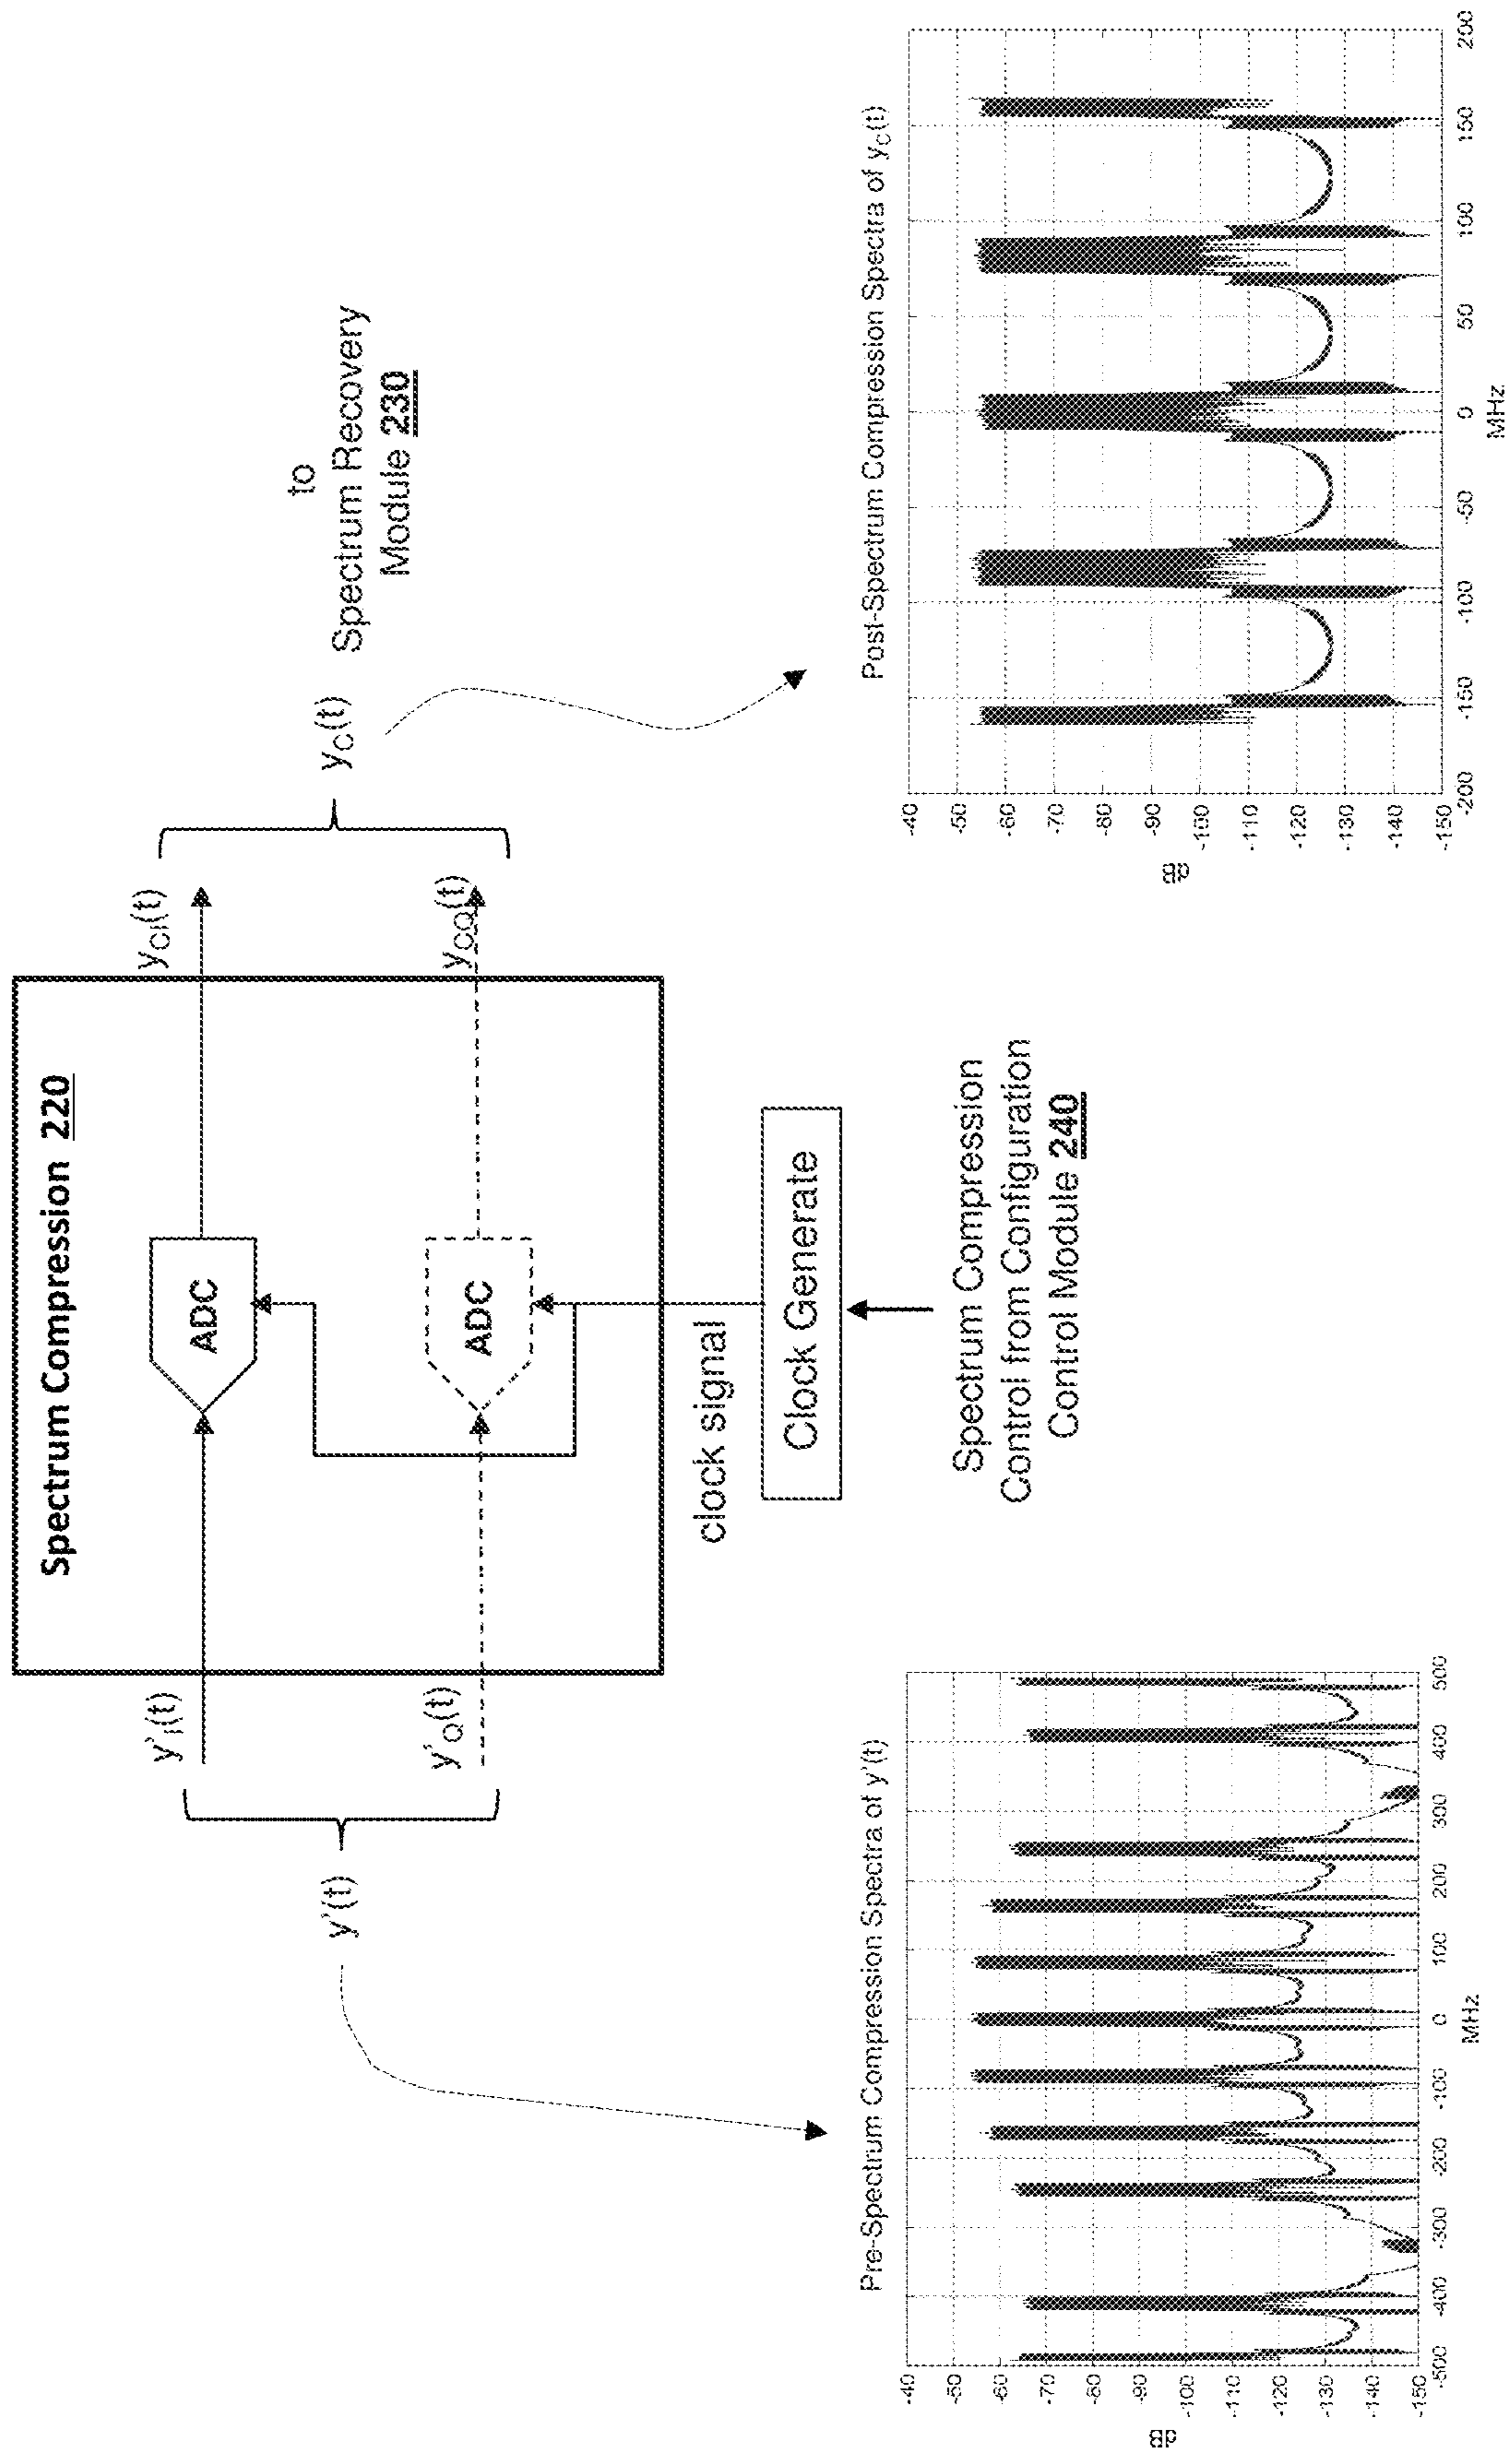 Spectrum Compression 220
y'I(t)
y'Q(t)
y'(t)
ADC
ADC
yCI(t)
yCQ(t)
yC(t)
to
Spectrum Recovery
Module 230
clock signal
Clock Generate
Spectrum Compression
Control from Configuration
Control Module 240
Pre-Spectrum Compression Spectra of y'(t)
dB
-40
-50
-60
-70
-80
-90
-100
-110
-120
-130
-140
-150
-500
-400
-300
-200
-100
0
100
200
300
400
500
MHz
Post-Spectrum Compression Spectra of yC(t)
dB
-40
-50
-60
-70
-80
-90
-100
-110
-120
-130
-140
-150
-200
-150
-100
-50
0
50
100
150
200
MHz